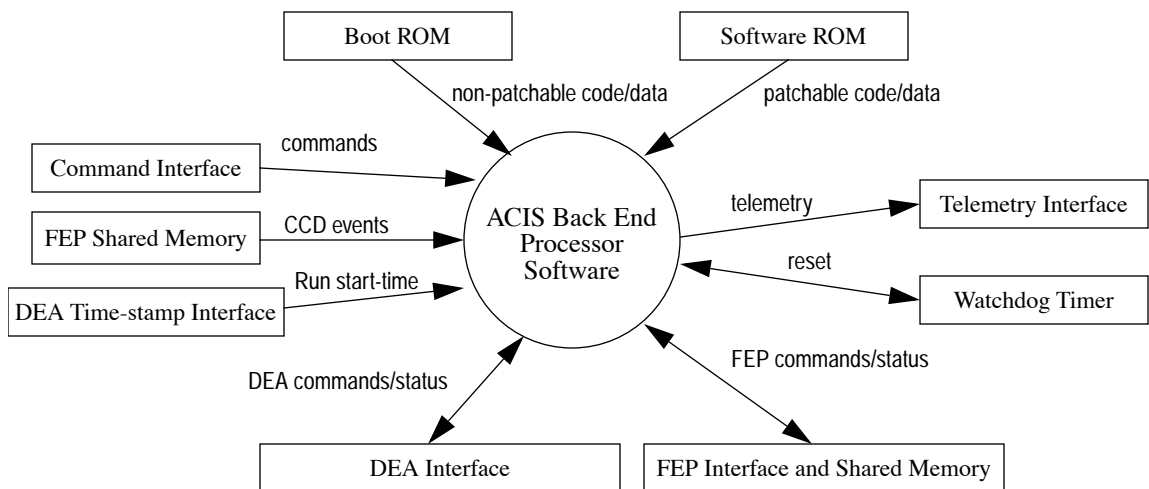 Boot ROM
Software ROM
non-patchable code/data
patchable code/data
commands
Command Interface
ACIS Back End
Processor
Software
telemetry
Telemetry Interface
FEP Shared Memory
CCD events
reset
Run start-time
DEA Time-stamp Interface
Watchdog Timer
DEA commands/status
FEP commands/status
DEA Interface
FEP Interface and Shared Memory